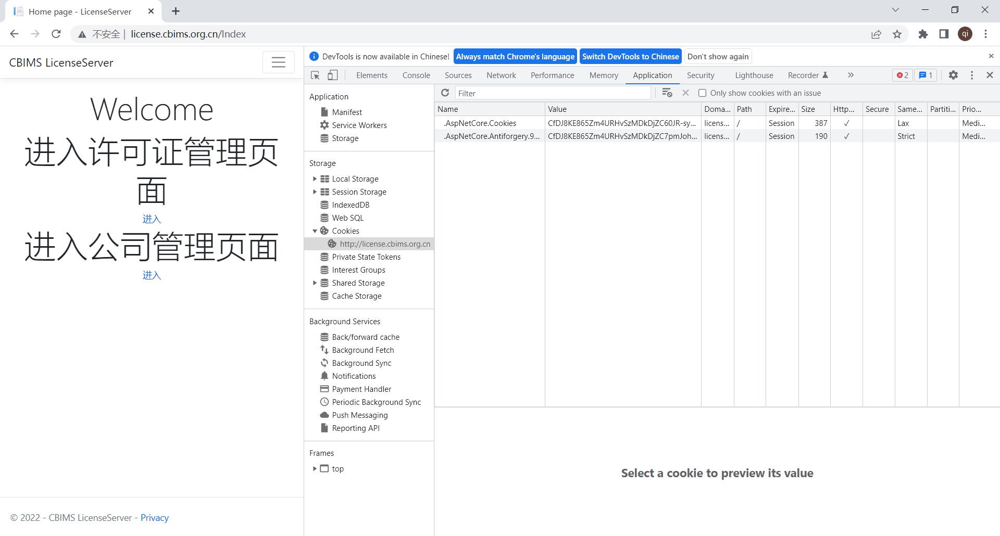 Home page - LicenseServer
不安全 | license.cbims.org.cn/Index
qi
CBIMS LicenseServer
Welcome
进入许可证管理页
面
进入
进入公司管理页面
进入
© 2022 - CBIMS LicenseServer - Privacy
DevTools is now available in Chinese! Always match Chrome's language Switch DevTools to Chinese Don't show again
Elements Console Sources Network Performance Memory Application Security Lighthouse Recorder 2 1
Application
Manifest
Service Workers
Storage
Storage
Local Storage
Session Storage
IndexedDB
Web SQL
Cookies
http://license.cbims.org.cn
Private State Tokens
Interest Groups
Shared Storage
Cache Storage
Background Services
Back/forward cache
Background Fetch
Background Sync
Notifications
Payment Handler
Periodic Background Sync
Push Messaging
Reporting API
Frames
top
Filter Only show cookies with an issue
Name Value Doma... Path Expire... Size Http... Secure Same... Partiti... Prio...
.AspNetCore.Cookies CfDJ8KE865Zm4URHvSzMDkDjZC60JR-sy... licens... / Session 387 ✓ Lax Medi...
.AspNetCore.Antiforgery.9... CfDJ8KE865Zm4URHvSzMDkDjZC7pmJoh... licens... / Session 190 ✓ Strict Medi...
Select a cookie to preview its value